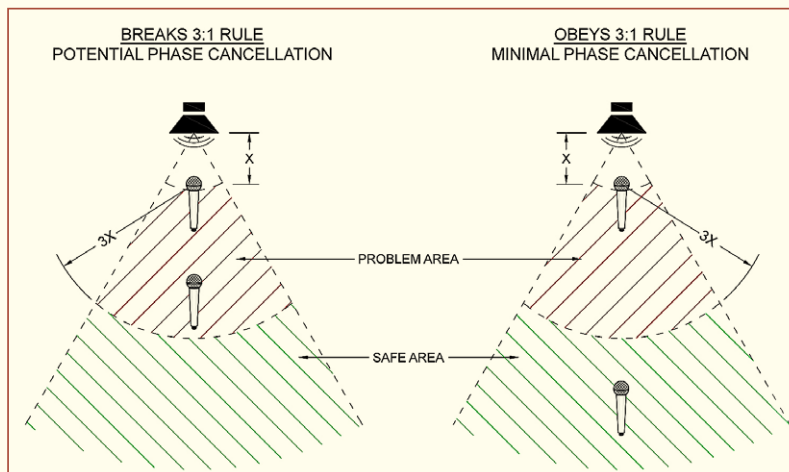 BREAKS 3:1 RULE
POTENTIAL PHASE CANCELLATION
OBEYS 3:1 RULE
MINIMAL PHASE CANCELLATION
X
X
3X
3X
PROBLEM AREA
SAFE AREA